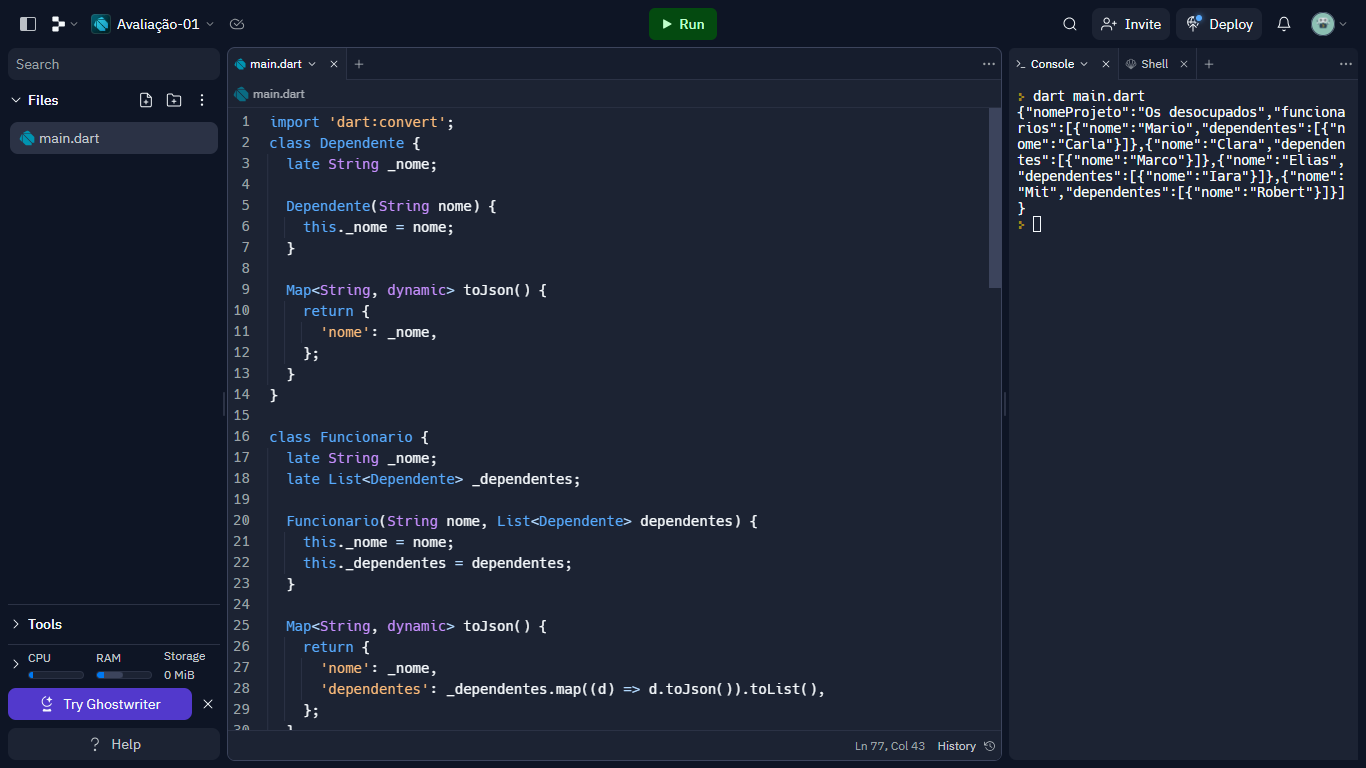 Avaliação-01
Run
Invite
Deploy
Search
Files
main.dart
Tools
CPU
RAM
Storage
0 MiB
Try Ghostwriter
Help
main.dart
main.dart
1 import 'dart:convert';
2 class Dependente {
3 late String _nome;
4
5 Dependente(String nome) {
6 this._nome = nome;
7 }
8
9 Map<String, dynamic> toJson() {
10 return {
11 'nome': _nome,
12 };
13 }
14 }
15
16 class Funcionario {
17 late String _nome;
18 late List<Dependente> _dependentes;
19
20 Funcionario(String nome, List<Dependente> dependentes) {
21 this._nome = nome;
22 this._dependentes = dependentes;
23 }
24
25 Map<String, dynamic> toJson() {
26 return {
27 'nome': _nome,
28 'dependentes': _dependentes.map((d) => d.toJson()).toList(),
29 };
30 }
Ln 77, Col 43
History
Console
Shell
dart main.dart
{"nomeProjeto":"Os desocupados","funciona
rios":[{"nome":"Mario","dependentes":[{"n
ome":"Carla"}]},{"nome":"Clara","dependen
tes":[{"nome":"Marco"}]},{"nome":"Elias",
"dependentes":[{"nome":"Iara"}]},{"nome":
"Mit","dependentes":[{"nome":"Robert"}]}]
}